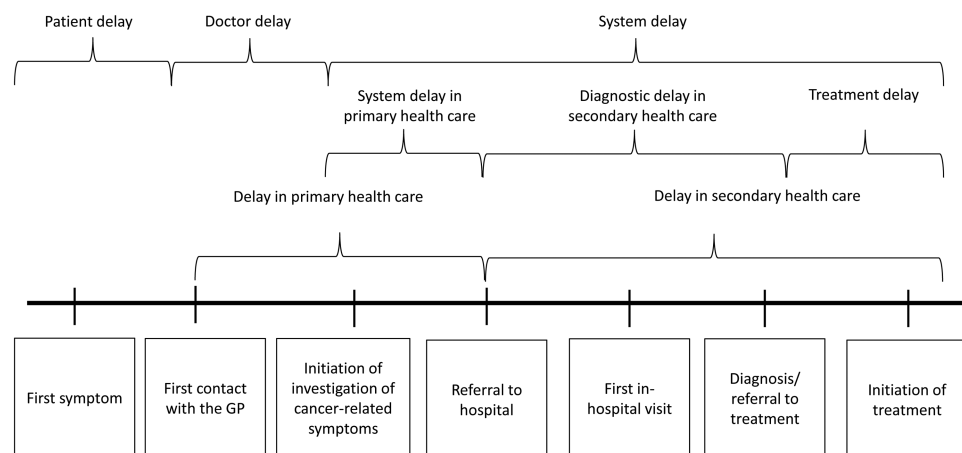 Patient delay
Doctor delay
System delay
System delay in
primary health care
Diagnostic delay in
secondary health care
Treatment delay
Delay in primary health care
Delay in secondary health care
First symptom
First contact
with the GP
Initiation of
investigation of
cancer-related
symptoms
Referral to
hospital
First in-
hospital visit
Diagnosis/
referral to
treatment
Initiation of
treatment